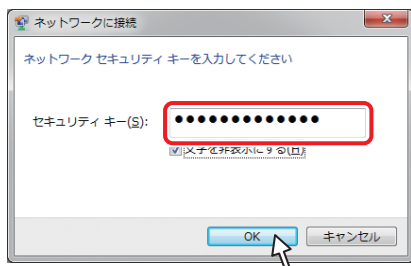 ネットワークに接続
ネットワーク セキュリティ キーを入力してください
セキュリティ キー(S):
●●●●●●●●●●●●●
文字を非表示にする(H)
OK
キャンセル